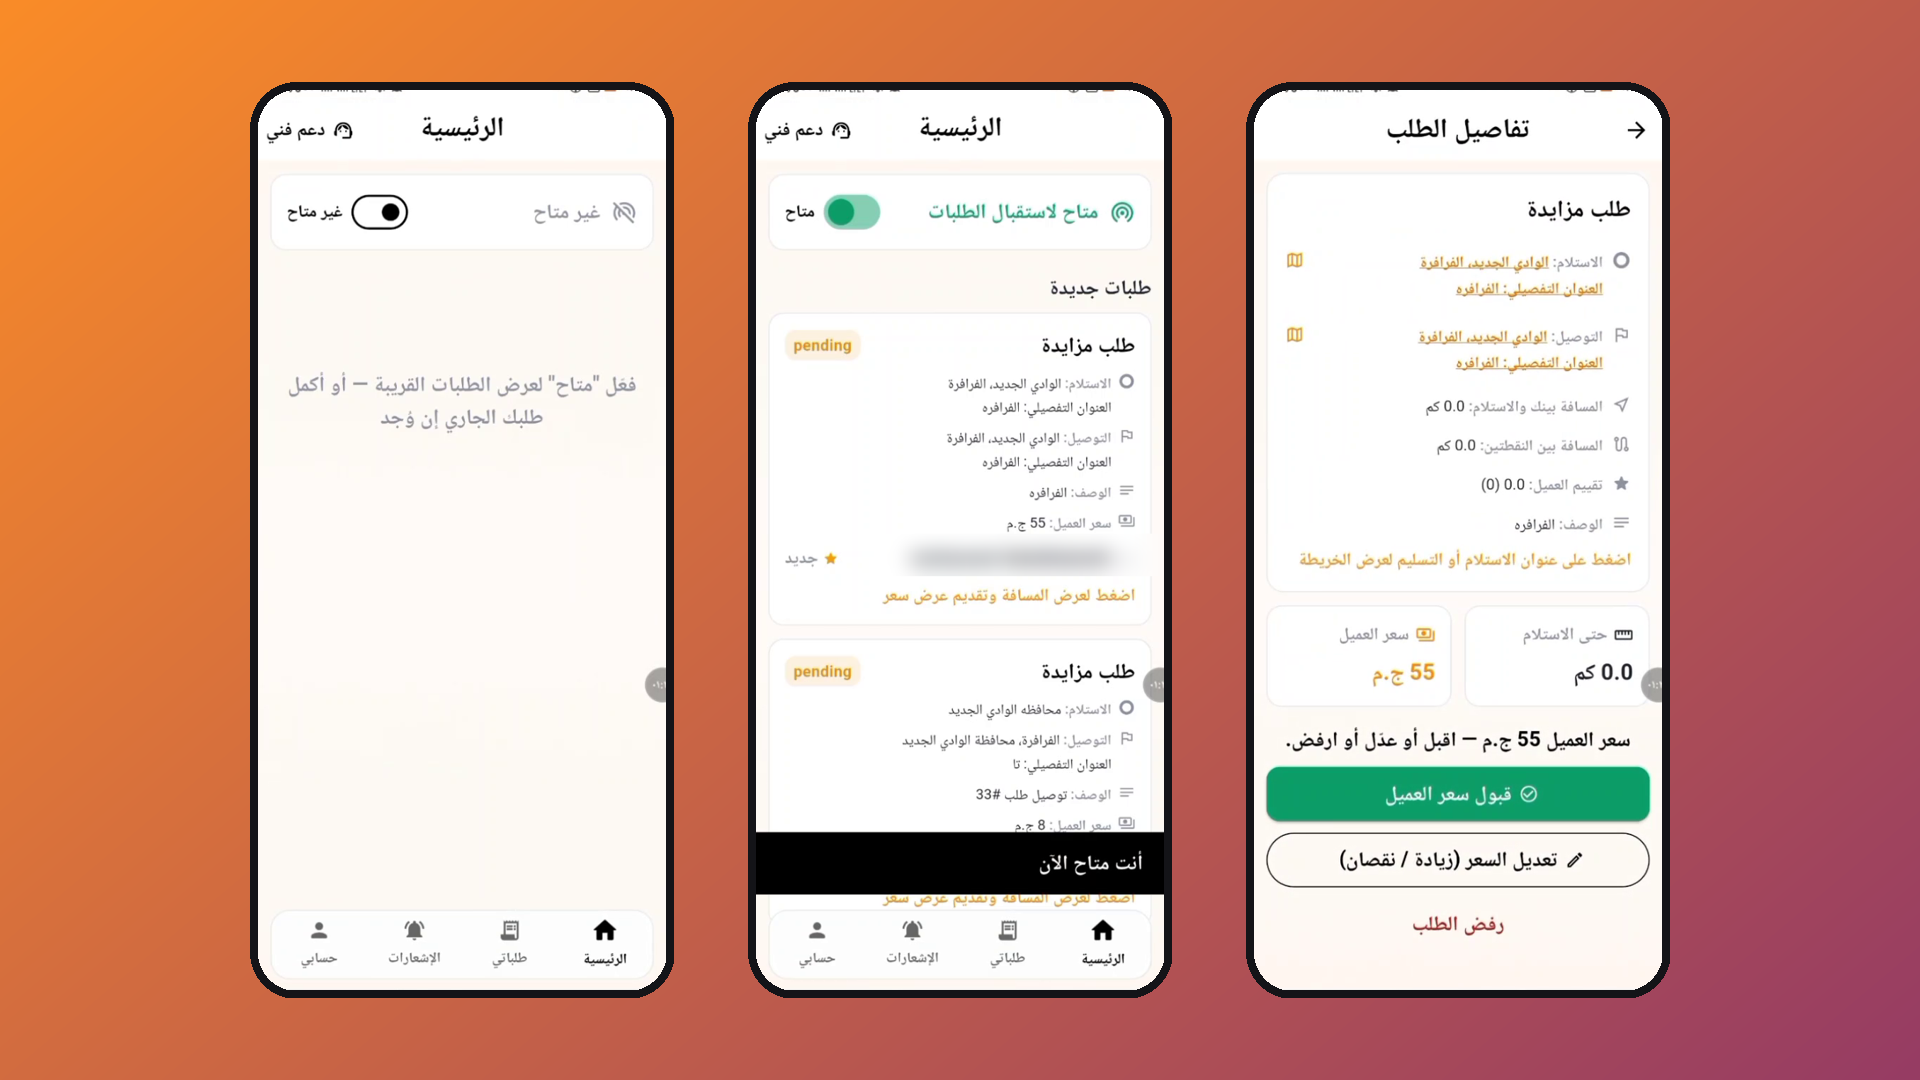 الرئيسية
دعم فني
غير متاح
غير متاح
فعّل "متاح" لعرض الطلبات القريبة — أو أكمل
طلبك الجاري إن وُجد
الرئيسية
طلباتي
الإشعارات
حسابي
الرئيسية
دعم فني
متاح لاستقبال الطلبات
متاح
طلبات جديدة
طلب مزايدة
pending
الاستلام: الوادي الجديد، الفرافرة
العنوان التفصيلي: الفرافره
التوصيل: الوادي الجديد، الفرافرة
العنوان التفصيلي: الفرافره
الوصف: الفرافره
سعر العميل: 55 ج.م
جديد
اضغط لعرض المسافة وتقديم عرض سعر
طلب مزايدة
pending
الاستلام: محافظه الوادي الجديد
التوصيل: الفرافرة، محافظة الوادي الجديد
العنوان التفصيلي: تا
الوصف: توصيل طلب #33
سعر العميل: 8 ج.م
أنت متاح الآن
اضغط لعرض المسافة وتقديم عرض سعر
الرئيسية
طلباتي
الإشعارات
حسابي
تفاصيل الطلب
طلب مزايدة
الاستلام: الوادي الجديد، الفرافرة
العنوان التفصيلي: الفرافره
التوصيل: الوادي الجديد، الفرافرة
العنوان التفصيلي: الفرافره
المسافة بينك والاستلام: 0.0 كم
المسافة بين النقطتين: 0.0 كم
تقييم العميل: 0.0 (0)
الوصف: الفرافره
اضغط على عنوان الاستلام أو التسليم لعرض الخريطة
حتى الاستلام
0.0 كم
سعر العميل
55 ج.م
سعر العميل 55 ج.م — اقبل أو عدّل أو ارفض.
قبول سعر العميل
تعديل السعر (زيادة / نقصان)
رفض الطلب